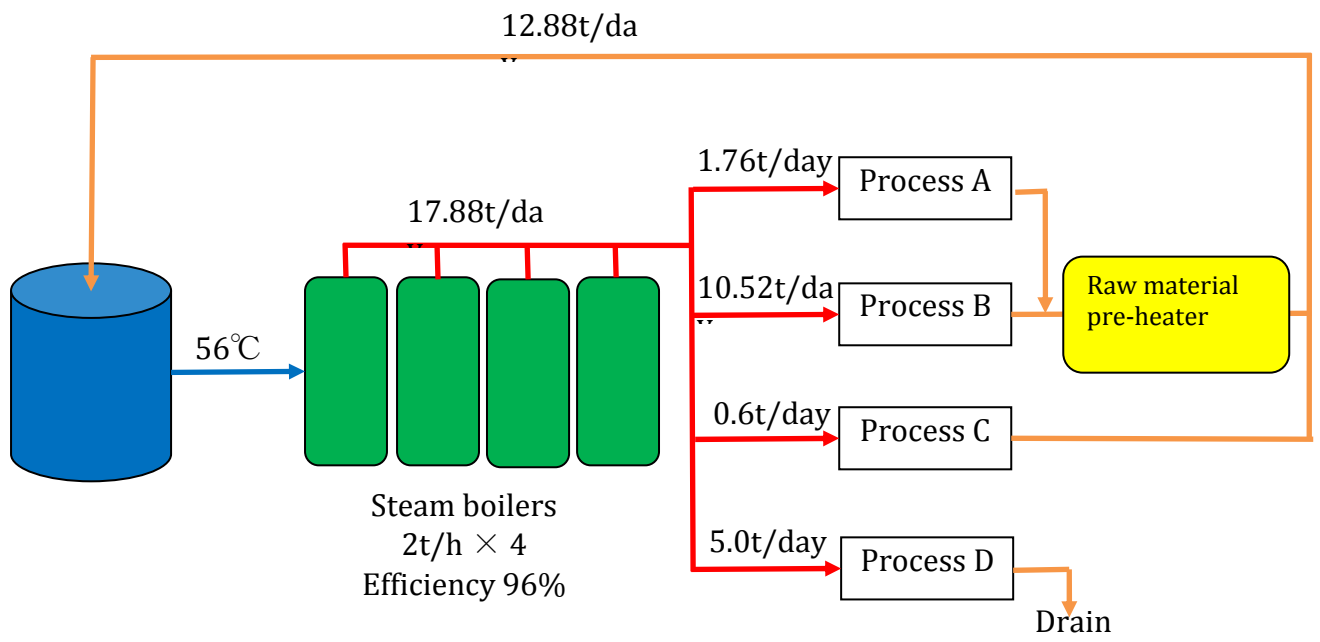 12.88t/da
17.88t/da
1.76t/day
Process A
10.52t/da
Process B
Raw material
pre-heater
56℃
0.6t/day
Process C
Steam boilers
2t/h × 4
Efficiency 96%
5.0t/day
Process D
Drain